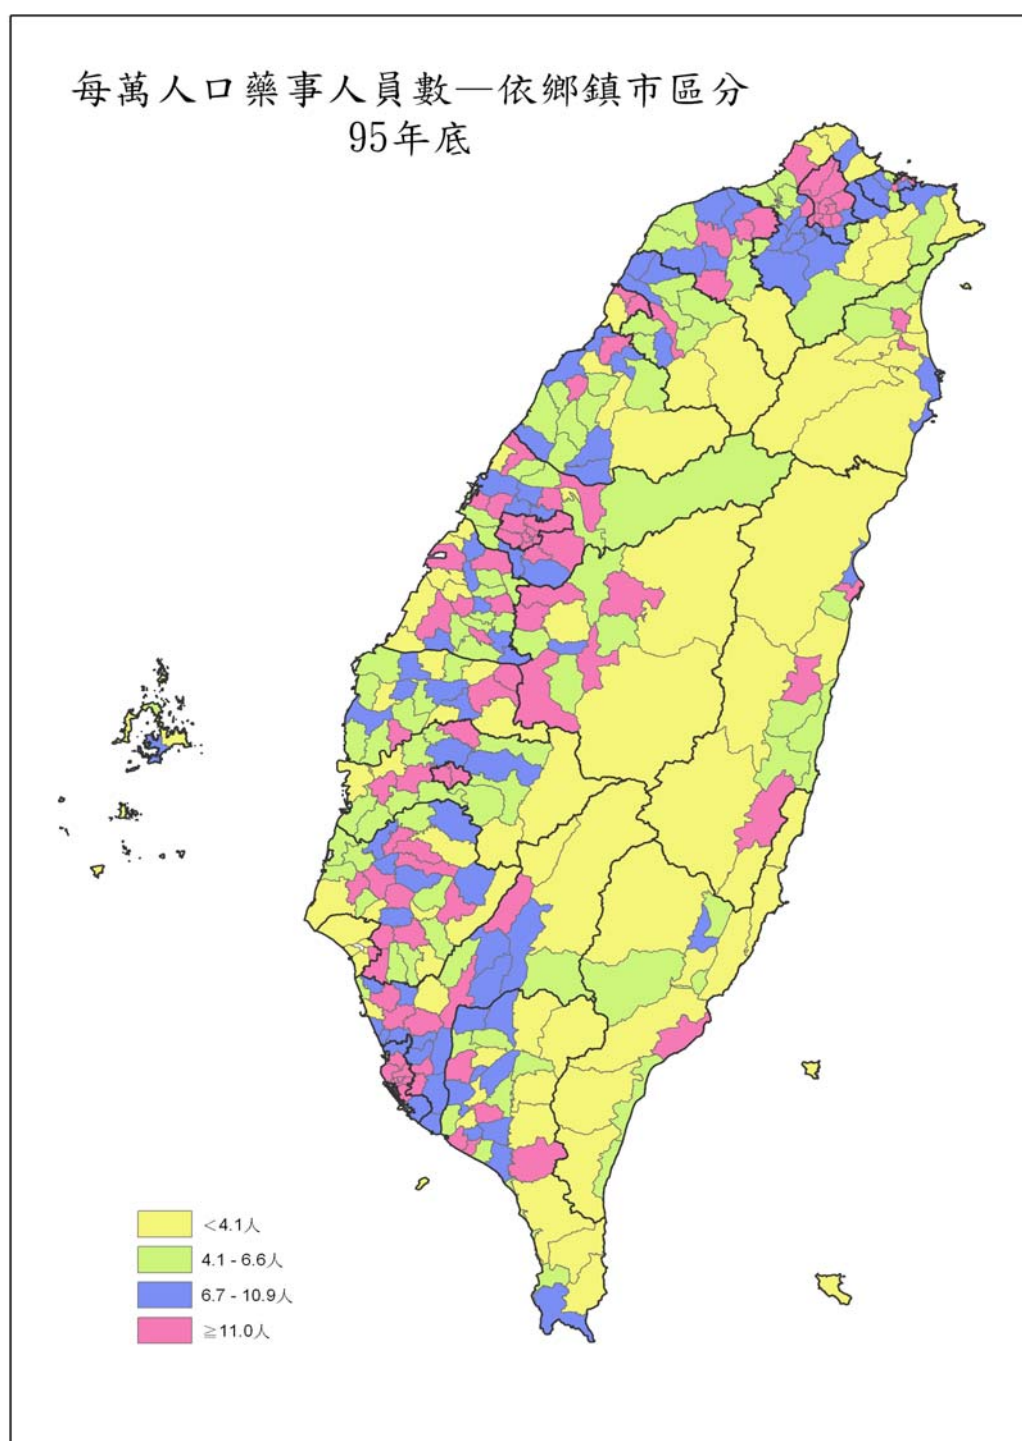 每萬人口藥事人員數—依鄉鎮市區分
95年底
＜4.1人
4.1 - 6.6人
6.7 - 10.9人
≧11.0人